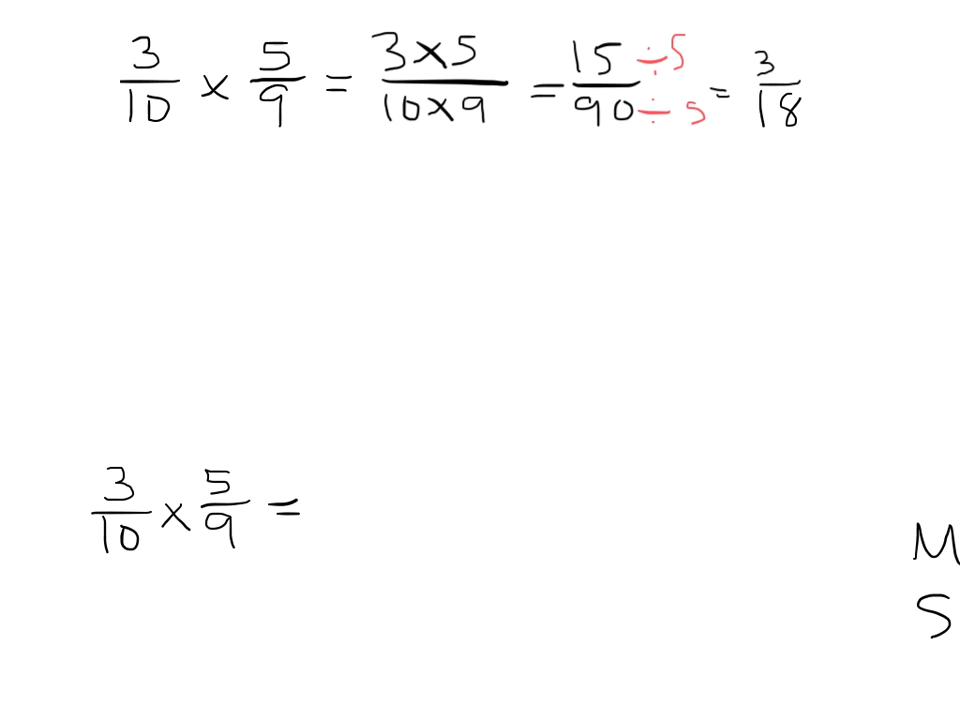 3/10 × 5/9 = 3×5/10×9 = 15÷5/90÷5 = 3/18
3/10 × 5/9 =
M
S